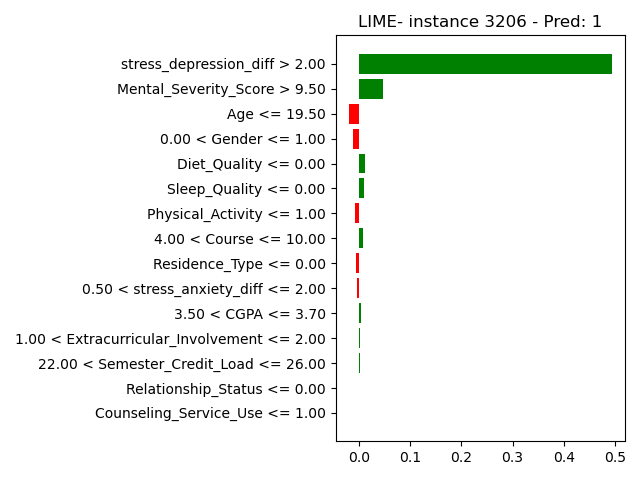 LIME- instance 3206 - Pred: 1
stress_depression_diff > 2.00
Mental_Severity_Score > 9.50
Age <= 19.50
0.00 < Gender <= 1.00
Diet_Quality <= 0.00
Sleep_Quality <= 0.00
Physical_Activity <= 1.00
4.00 < Course <= 10.00
Residence_Type <= 0.00
0.50 < stress_anxiety_diff <= 2.00
3.50 < CGPA <= 3.70
1.00 < Extracurricular_Involvement <= 2.00
22.00 < Semester_Credit_Load <= 26.00
Relationship_Status <= 0.00
Counseling_Service_Use <= 1.00
0.0 0.1 0.2 0.3 0.4 0.5